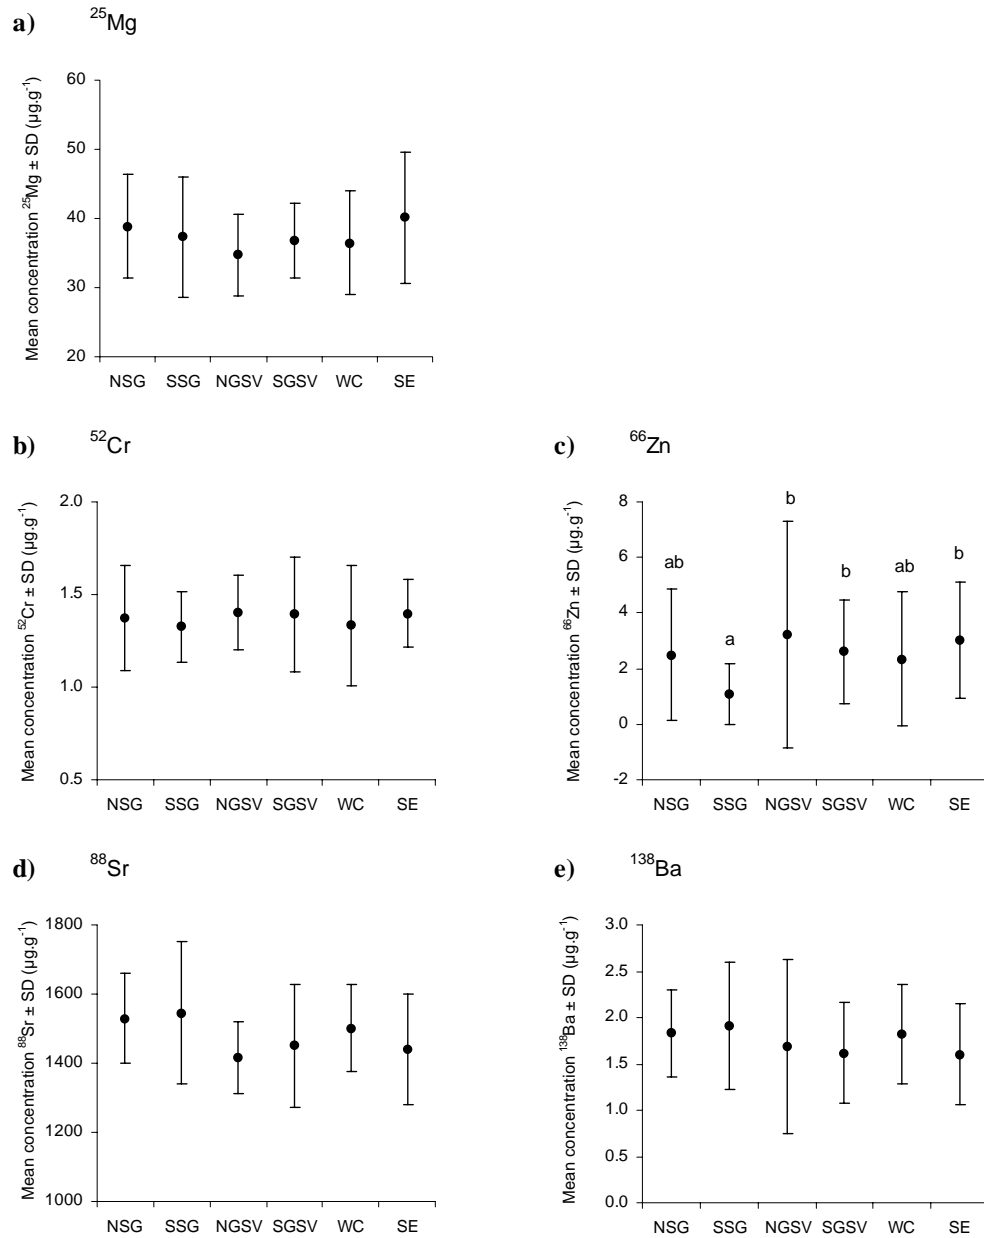 a) ²⁵Mg
Mean concentration ²⁵Mg ± SD (µg.g⁻¹)
60
50
40
30
20
NSG SSG NGSV SGSV WC SE
b) ⁵²Cr
Mean concentration ⁵²Cr ± SD (µg.g⁻¹)
2.0
1.5
1.0
0.5
NSG SSG NGSV SGSV WC SE
c) ⁶⁶Zn
Mean concentration ⁶⁶Zn ± SD (µg.g⁻¹)
8
6
4
2
0
-2
ab a b b ab b
NSG SSG NGSV SGSV WC SE
d) ⁸⁸Sr
Mean concentration ⁸⁸Sr ± SD (µg.g⁻¹)
1800
1600
1400
1200
1000
NSG SSG NGSV SGSV WC SE
e) ¹³⁸Ba
Mean concentration ¹³⁸Ba ± SD (µg.g⁻¹)
3.0
2.5
2.0
1.5
1.0
0.5
0.0
NSG SSG NGSV SGSV WC SE